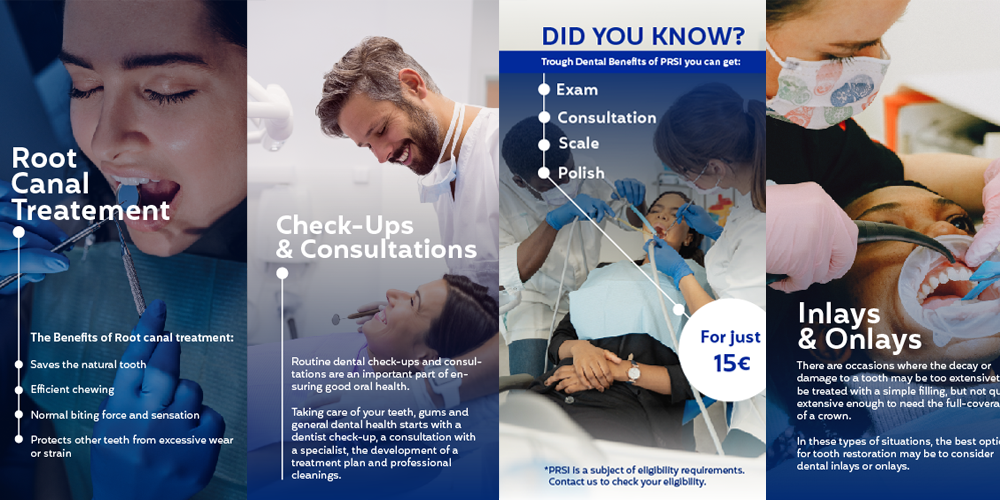 Root
Canal
Treatement
The Benefits of Root canal treatment:
Saves the natural tooth
Efficient chewing
Normal biting force and sensation
Protects other teeth from excessive wear
or strain
Check-Ups
& Consultations
Routine dental check-ups and consul-
tations are an important part of en-
suring good oral health.
Taking care of your teeth, gums and
general dental health starts with a
dentist check-up, a consultation with
a specialist, the development of a
treatment plan and professional
cleanings.
DID YOU KNOW?
Trough Dental Benefits of PRSI you can get:
Exam
Consultation
Scale
Polish
For just
15€
*PRSI is a subject of eligibility requirements.
Contact us to check your eligibility.
Inlays
& Onlays
There are occasions where the decay or
damage to a tooth may be too
be treated with a simple filling, but not
extensive enough to need the
of a crown.
In these types of situations, the best
for tooth restoration may be to consider
dental inlays or onlays.